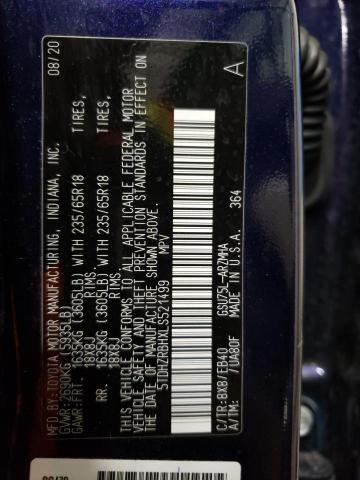 MFG.BY:TOYOTA MOTOR MANUFACTURING, INDIANA, INC. 08/20
GVWR:2690KG (5935LB)
GAWR:FRT. 1635KG (3605LB) WITH 235/65R18 TIRES,
18X8J RIMS.
RR. 1635KG (3605LB) WITH 235/65R18 TIRES,
18X8J RIMS.
THIS VEHICLE CONFORMS TO ALL APPLICABLE FEDERAL MOTOR
VEHICLE SAFETY AND THEFT PREVENTION STANDARDS IN EFFECT ON
THE DATE OF MANUFACTURE SHOWN ABOVE.
5TDHZRBHXLS521499 MPV
A
C/TR:8X8/FB40 GSU75L-ARZMHA
A/TM: /UA80F MADE IN U.S.A. 364